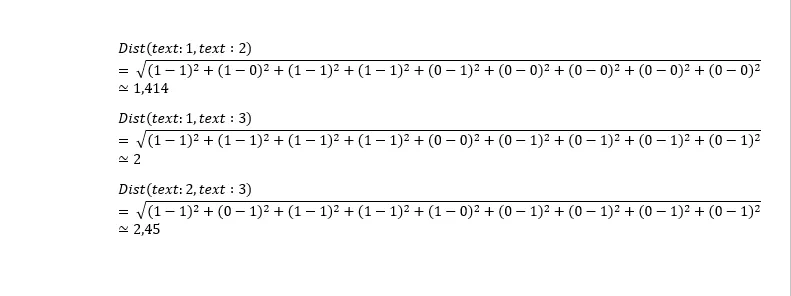 Dist(text: 1, text : 2)
= √(1 − 1)² + (1 − 0)² + (1 − 1)² + (1 − 1)² + (0 − 1)² + (0 − 0)² + (0 − 0)² + (0 − 0)² + (0 − 0)²
≃ 1,414
Dist(text: 1, text : 3)
= √(1 − 1)² + (1 − 1)² + (1 − 1)² + (1 − 1)² + (0 − 0)² + (0 − 1)² + (0 − 1)² + (0 − 1)² + (0 − 1)²
≃ 2
Dist(text: 2, text : 3)
= √(1 − 1)² + (0 − 1)² + (1 − 1)² + (1 − 1)² + (1 − 0)² + (0 − 1)² + (0 − 1)² + (0 − 1)² + (0 − 1)²
≃ 2,45